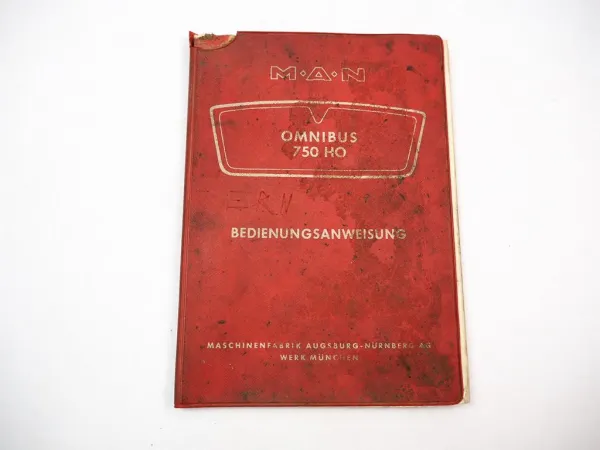 M·A·N
OMNIBUS
750 HO
BEDIENUNGSANWEISUNG
MASCHINENFABRIK AUGSBURG-NÜRNBERG AG
WERK MÜNCHEN